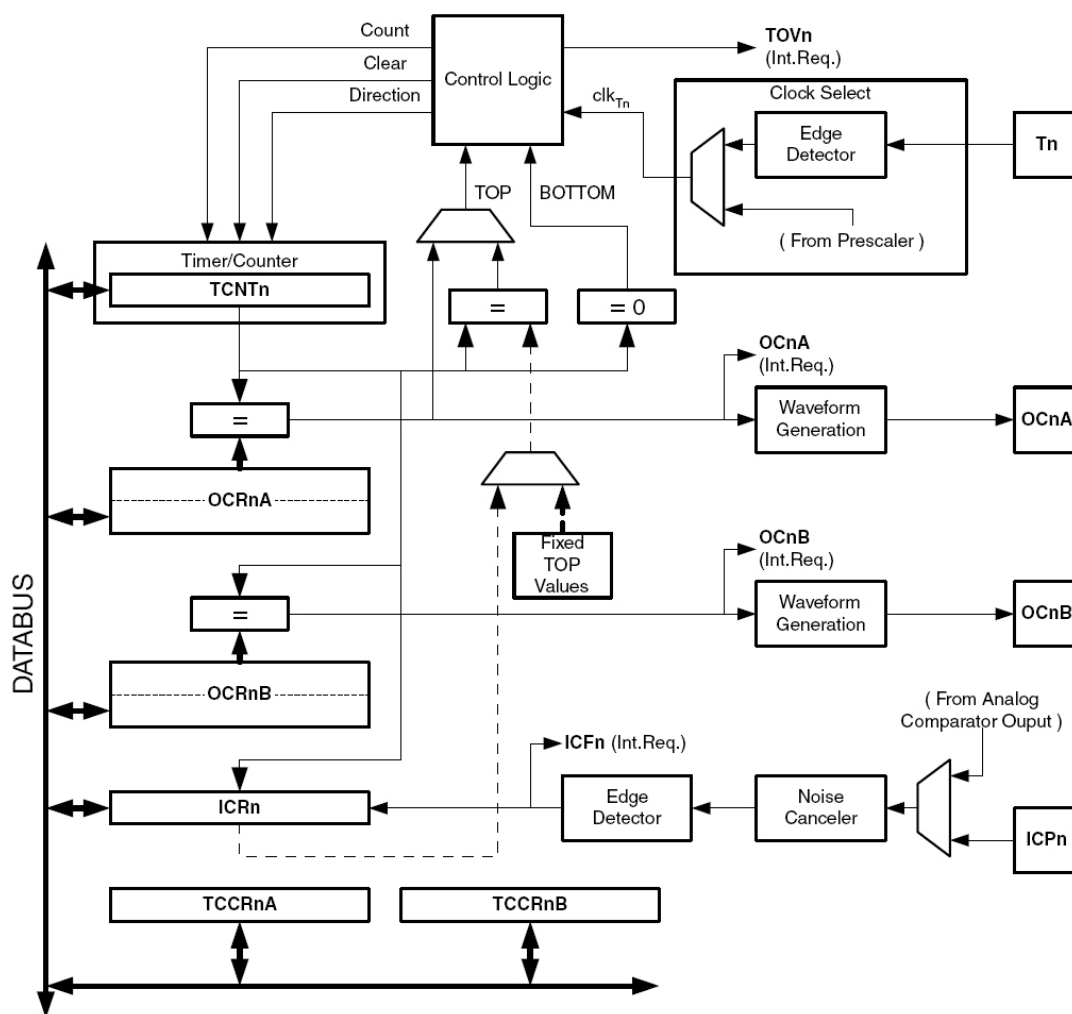 Count
Clear
Direction
Control Logic
TOVn
(Int.Req.)
clkTn
Clock Select
Edge
Detector
Tn
( From Prescaler )
TOP
BOTTOM
Timer/Counter
TCNTn
=
= 0
OCnA
(Int.Req.)
=
Waveform
Generation
OCnA
OCRnA
Fixed
TOP
Values
OCnB
(Int.Req.)
=
Waveform
Generation
OCnB
DATABUS
OCRnB
( From Analog
Comparator Ouput )
ICFn (Int.Req.)
ICRn
Edge
Detector
Noise
Canceler
ICPn
TCCRnA
TCCRnB